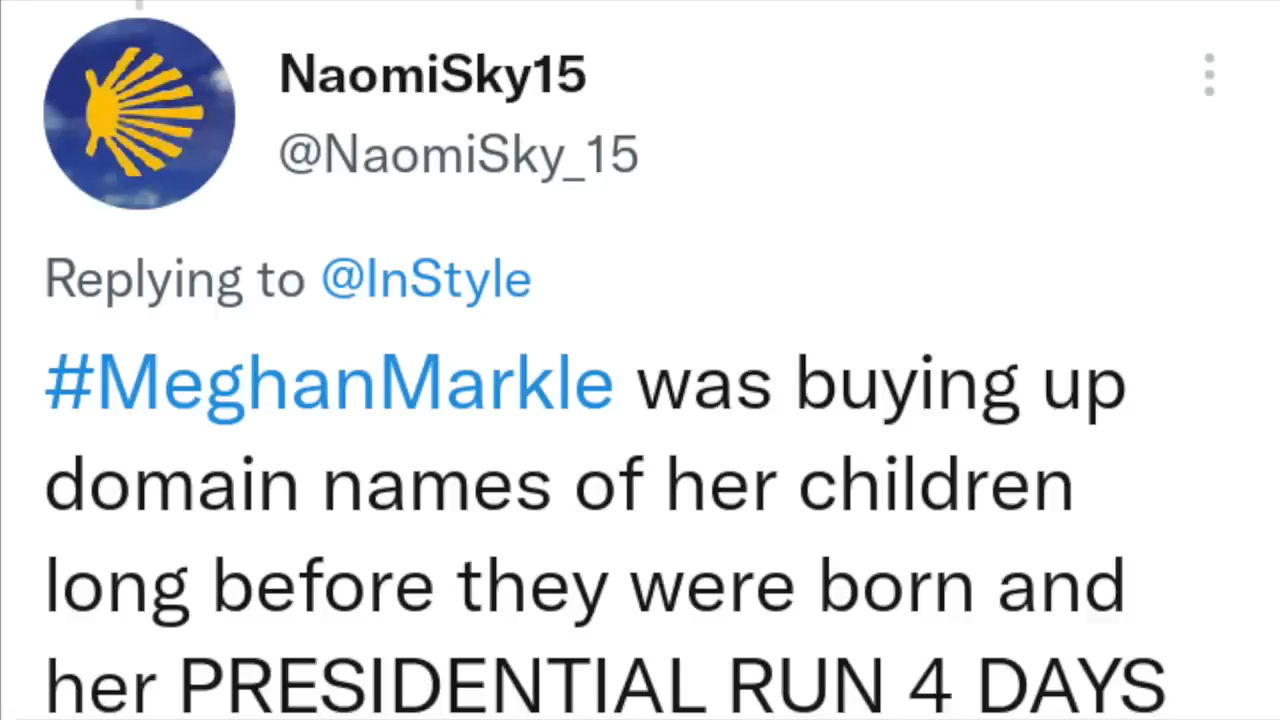 NaomiSky15
@NaomiSky_15
Replying to @InStyle
#MeghanMarkle was buying up
domain names of her children
long before they were born and
her PRESIDENTIAL RUN 4 DAYS